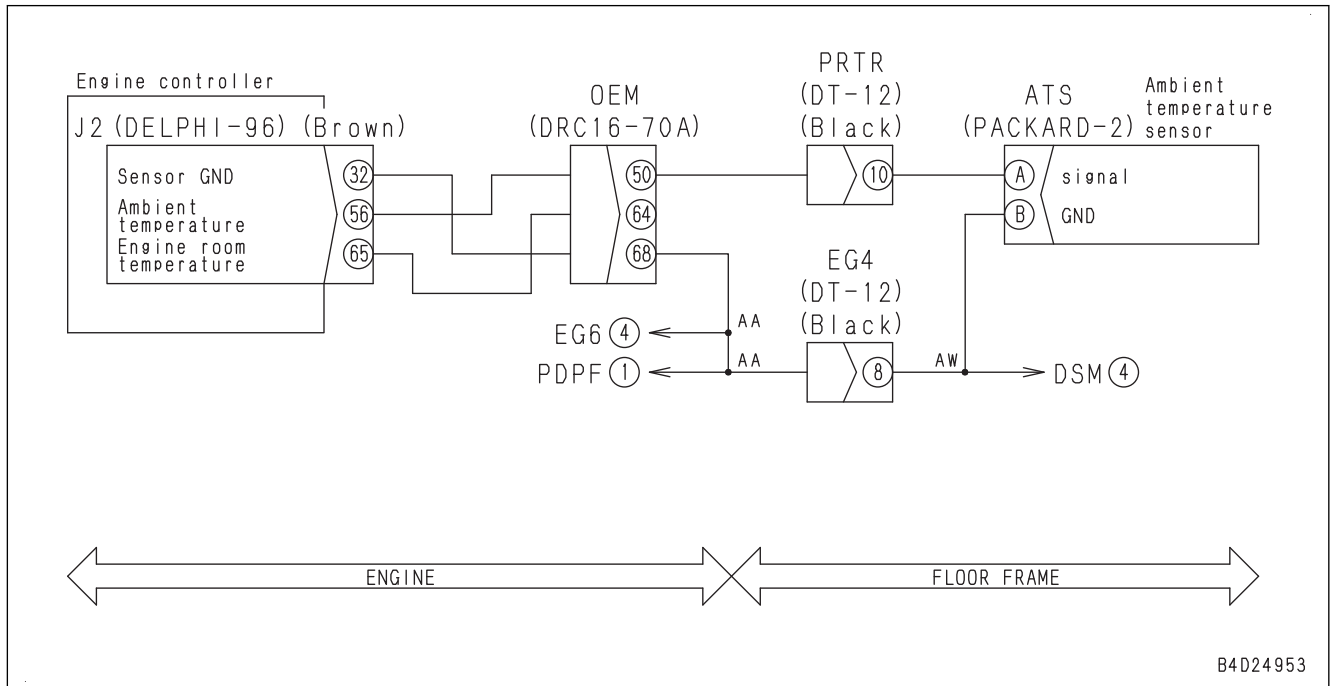 Engine controller
J2 (DELPHI-96) (Brown)
Sensor GND
32
Ambient
temperature
56
Engine room
temperature
65
OEM
(DRC16-70A)
50
64
68
PRTR
(DT-12)
(Black)
10
ATS
(PACKARD-2)
Ambient
temperature
sensor
A
signal
B
GND
EG4
(DT-12)
(Black)
8
EG6 4
AA
PDPF 1
AA
AW
DSM 4
ENGINE
FLOOR FRAME
B4D24953